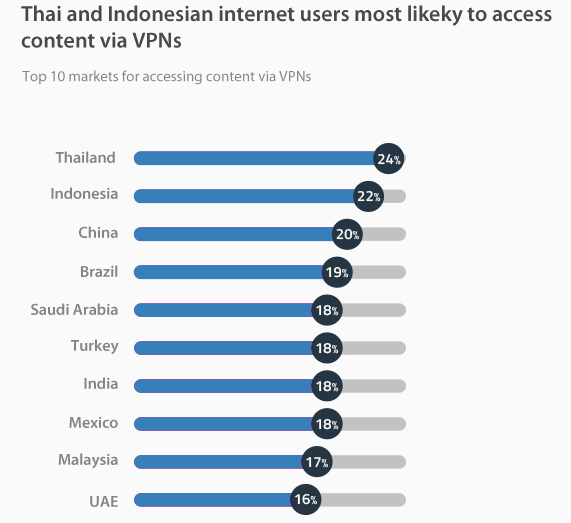 Thai and Indonesian internet users most likeky to access
content via VPNs
Top 10 markets for accessing content via VPNs
Thailand 24%
Indonesia 22%
China 20%
Brazil 19%
Saudi Arabia 18%
Turkey 18%
India 18%
Mexico 18%
Malaysia 17%
UAE 16%